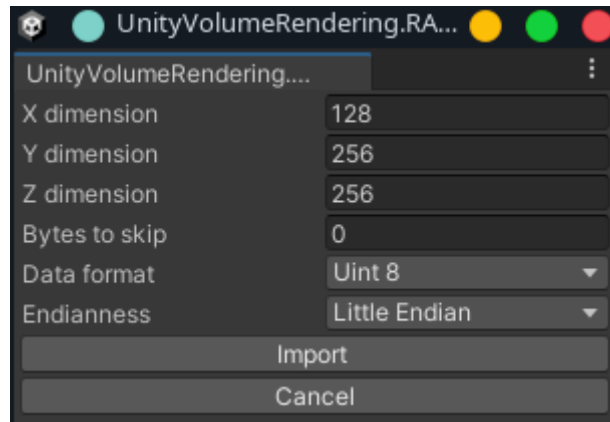 UnityVolumeRendering.RA...
UnityVolumeRendering....
X dimension 128
Y dimension 256
Z dimension 256
Bytes to skip 0
Data format Uint 8
Endianness Little Endian
Import
Cancel